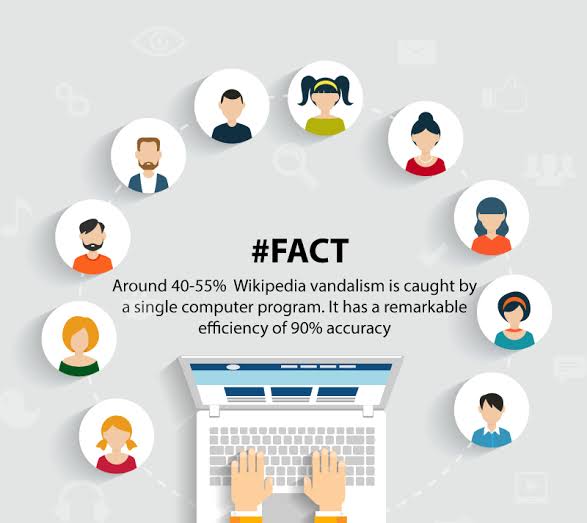 #FACT
Around 40-55% Wikipedia vandalism is caught by
a single computer program. It has a remarkable
efficiency of 90% accuracy